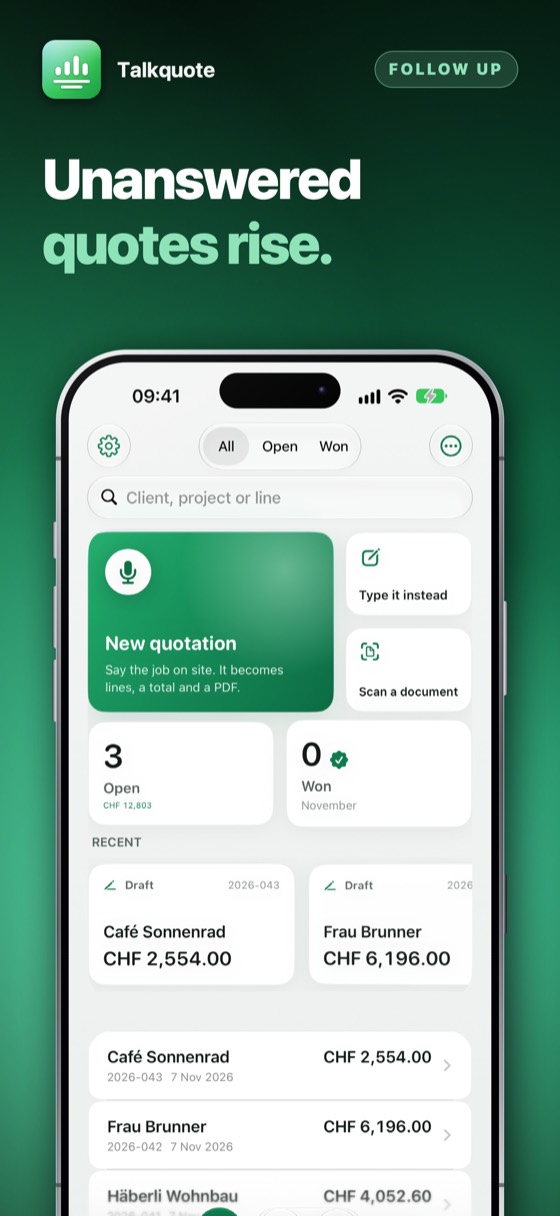 Talkquote
FOLLOW UP
Unanswered
quotes rise.
09:41
All Open Won
Client, project or line
New quotation
Say the job on site. It becomes
lines, a total and a PDF.
Type it instead
Scan a document
3
Open
CHF 12,803
0
Won
November
RECENT
Draft 2026-043
Café Sonnenrad
CHF 2,554.00
Draft 2026
Frau Brunner
CHF 6,196.00
Café Sonnenrad CHF 2,554.00
2026-043 7 Nov 2026
Frau Brunner CHF 6,196.00
2026-042 7 Nov 2026
Häberli Wohnbau CHF 4,052.60